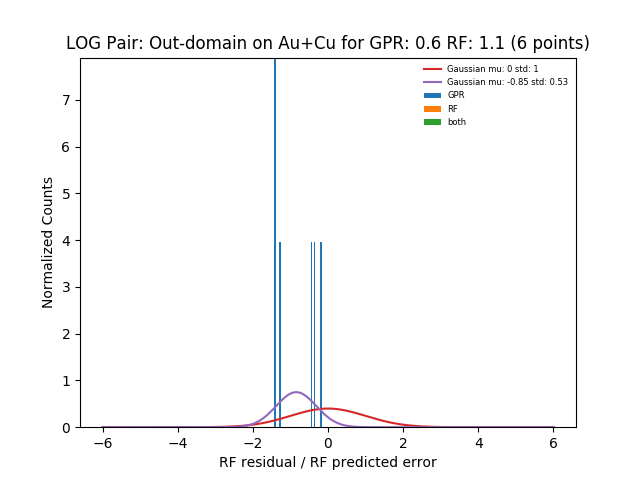 LOG Pair: Out-domain on Au+Cu for GPR: 0.6 RF: 1.1 (6 points)
Gaussian mu: 0 std: 1
Gaussian mu: -0.85 std: 0.53
GPR
RF
both
Normalized Counts
7
6
5
4
3
2
1
0
−6
−4
−2
0
2
4
6
RF residual / RF predicted error